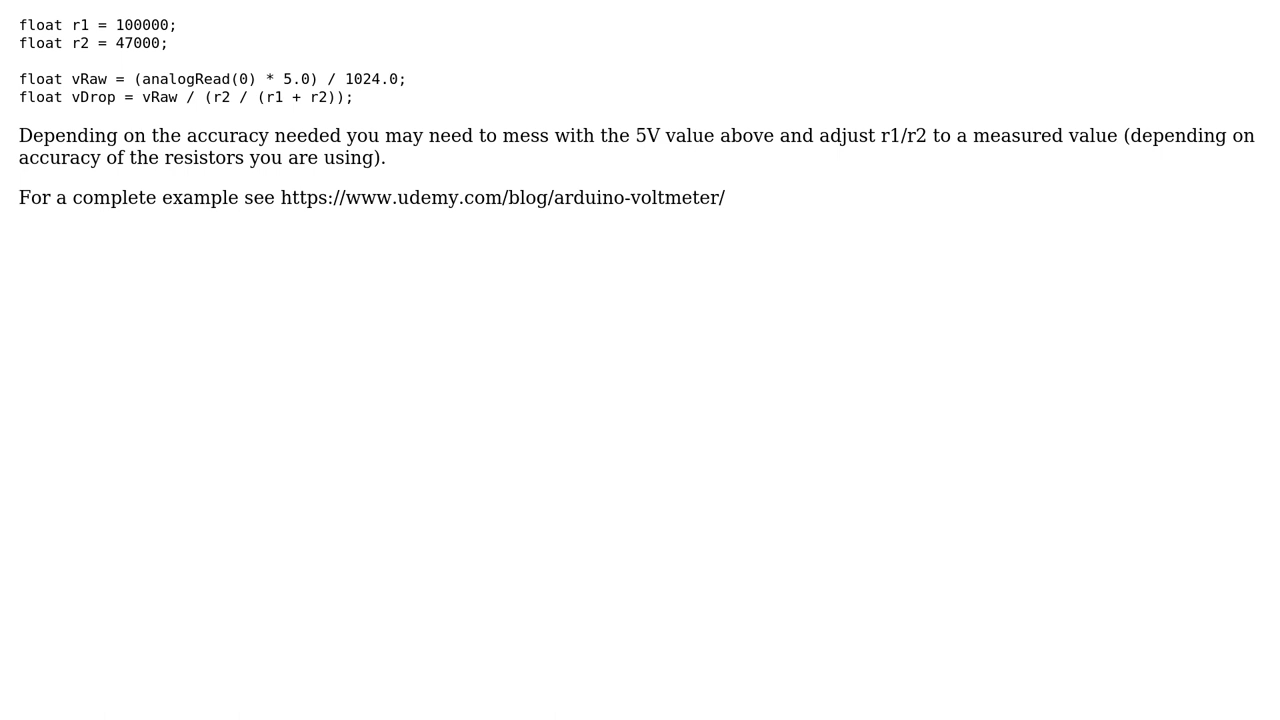 float r1 = 100000;
float r2 = 47000;

float vRaw = (analogRead(0) * 5.0) / 1024.0;
float vDrop = vRaw / (r2 / (r1 + r2));
Depending on the accuracy needed you may need to mess with the 5V value above and adjust r1/r2 to a measured value (depending on
accuracy of the resistors you are using).
For a complete example see https://www.udemy.com/blog/arduino-voltmeter/